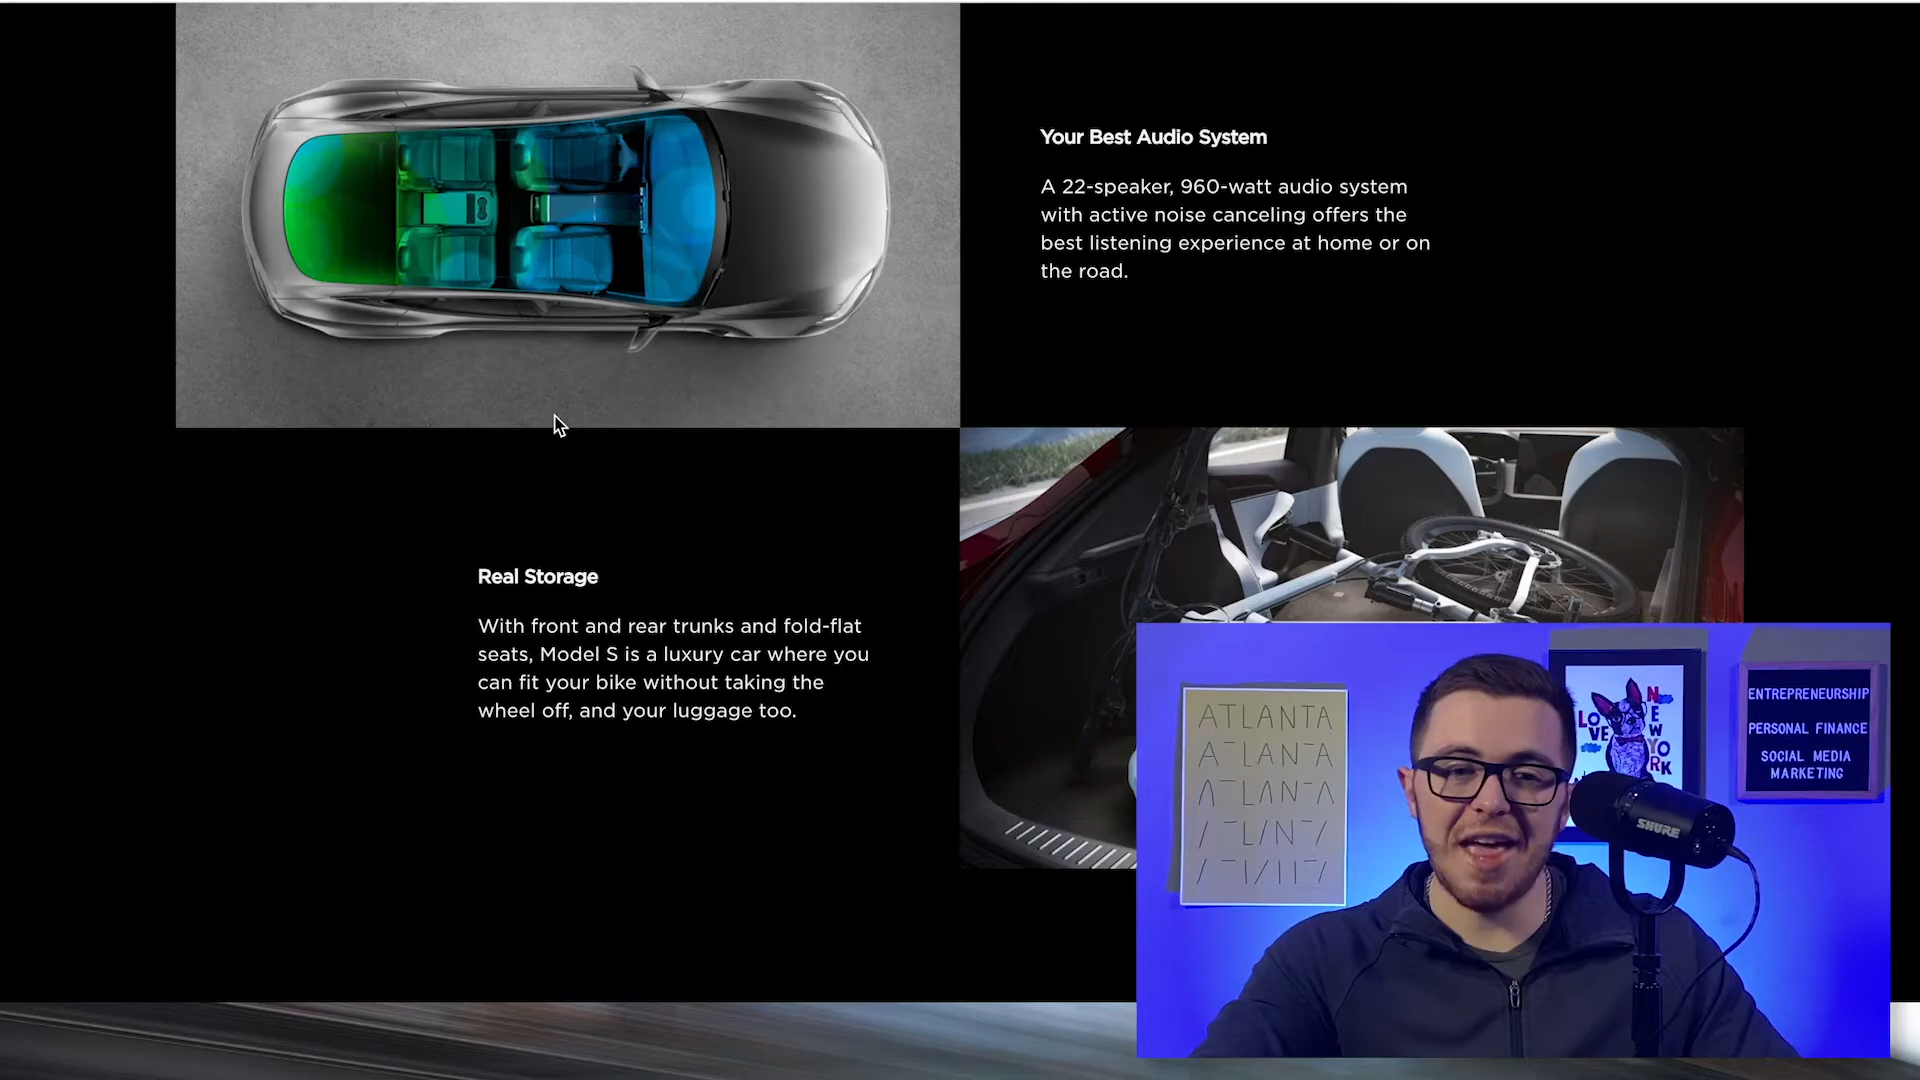 Your Best Audio System
A 22-speaker, 960-watt audio system
with active noise canceling offers the
best listening experience at home or on
the road.
Real Storage
With front and rear trunks and fold-flat
seats, Model S is a luxury car where you
can fit your bike without taking the
wheel off, and your luggage too.
ATLANTA
LOVE
NEW YORK
ENTREPRENEURSHIP
PERSONAL FINANCE
SOCIAL MEDIA
MARKETING
SHURE